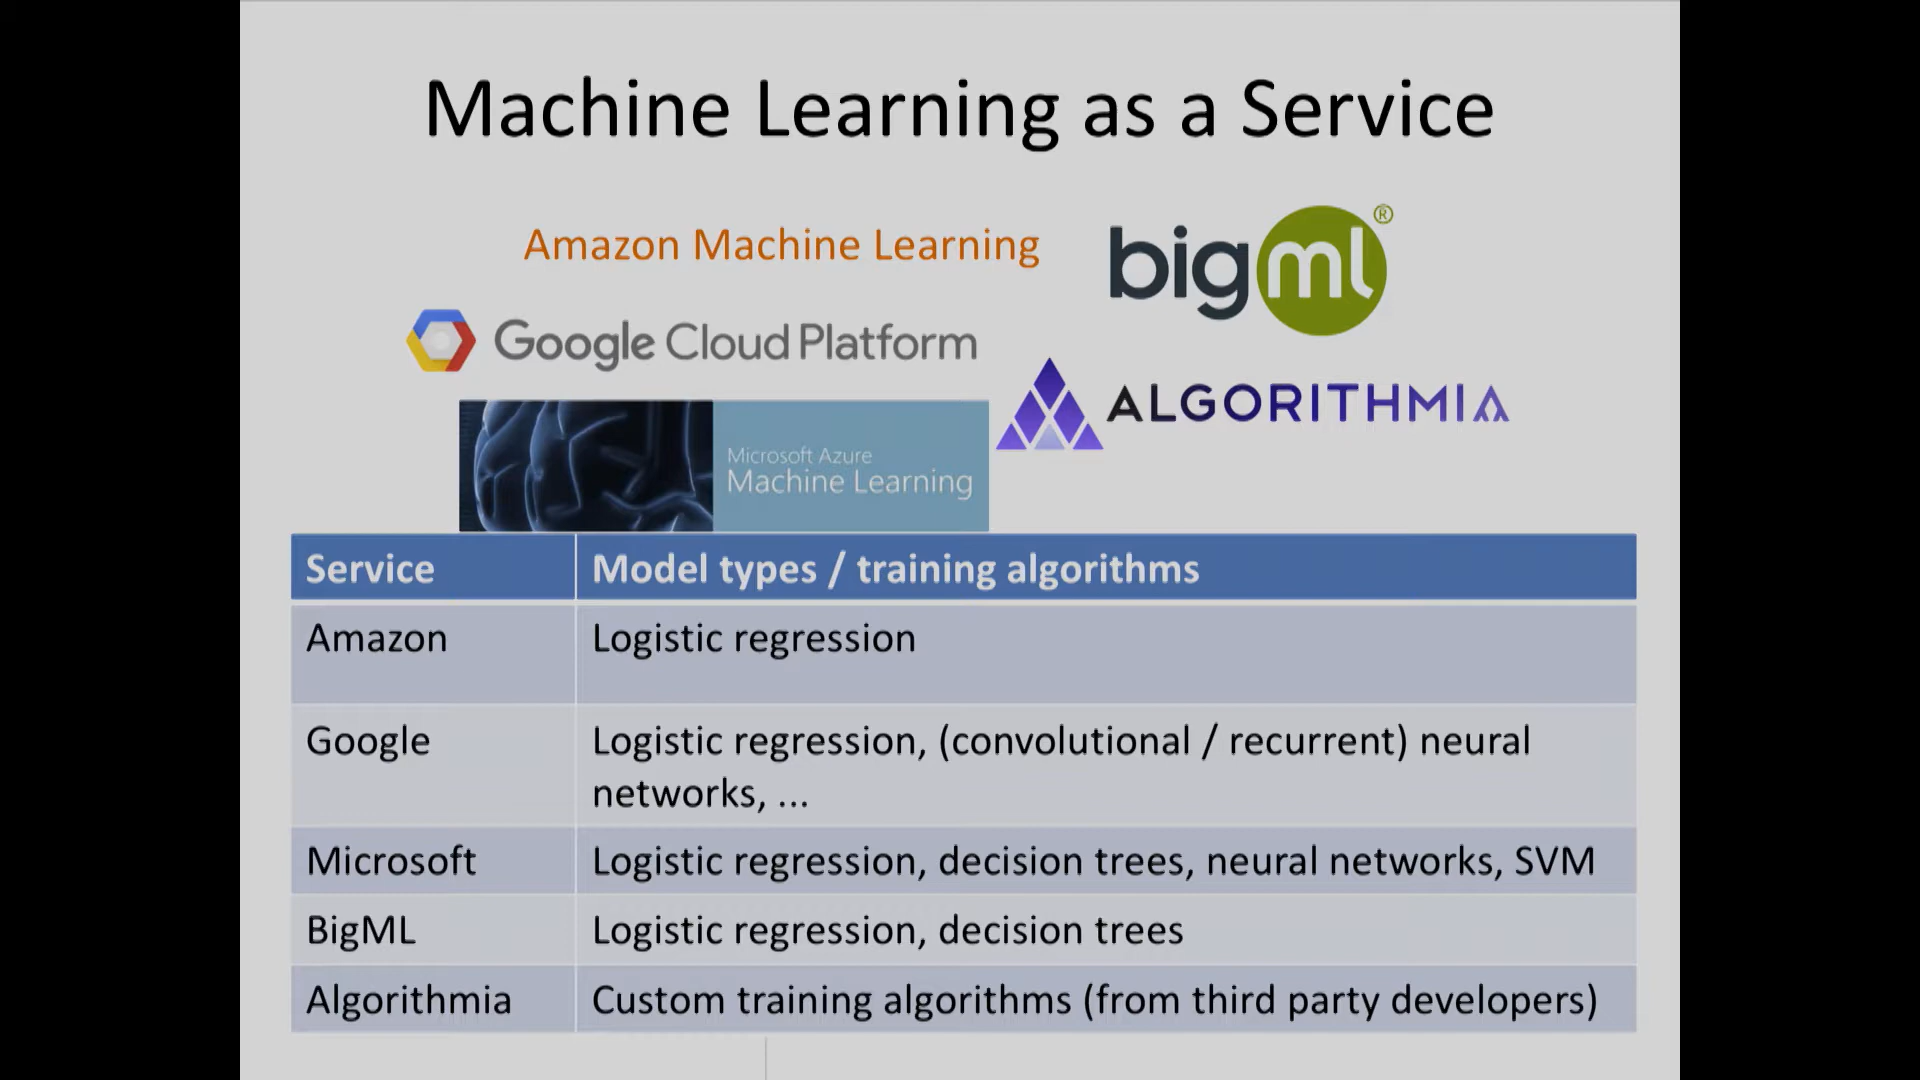 Machine Learning as a Service
Amazon Machine Learning
bigml®
Google Cloud Platform
ALGORITHMIA
Microsoft Azure
Machine Learning
Service Model types / training algorithms
Amazon Logistic regression
Google Logistic regression, (convolutional / recurrent) neural
networks, ...
Microsoft Logistic regression, decision trees, neural networks, SVM
BigML Logistic regression, decision trees
Algorithmia Custom training algorithms (from third party developers)